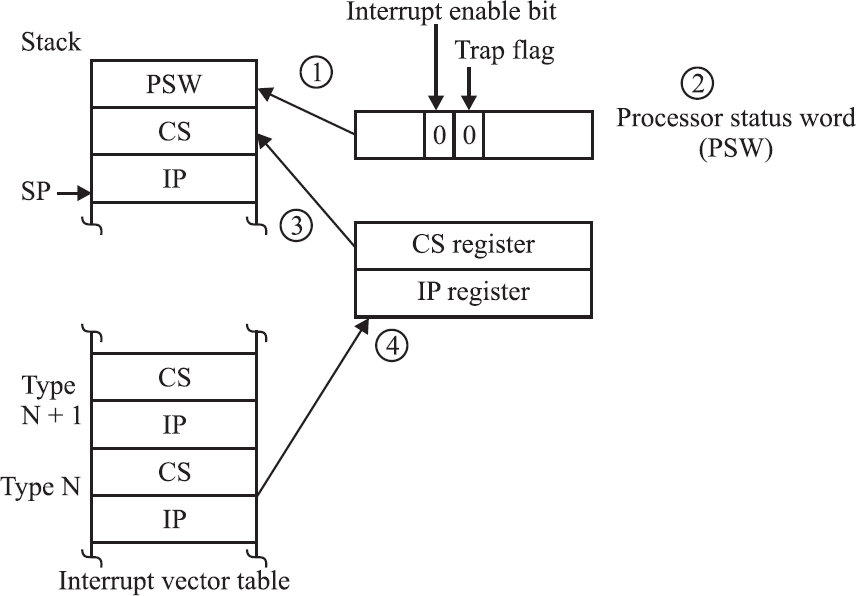 Interrupt enable bit
Stack
Trap flag
1
2
PSW
Processor status word
(PSW)
0 0
CS
IP
SP
3
CS register
IP register
4
CS
Type
N + 1
IP
CS
Type N
IP
Interrupt vector table